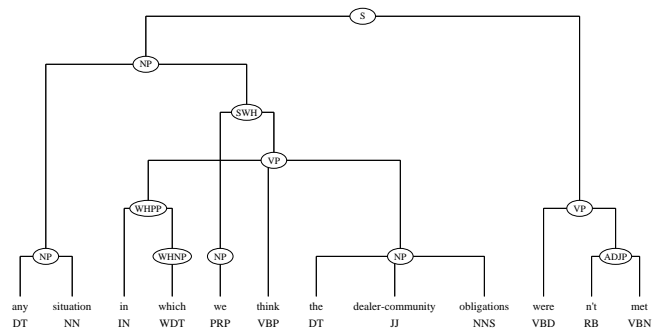 S
NP
SWH
VP
WHPP VP
NP WHNP NP NP ADJP
any situation in which we think the dealer-community obligations were n't met
DT NN IN WDT PRP VBP DT JJ NNS VBD RB VBN